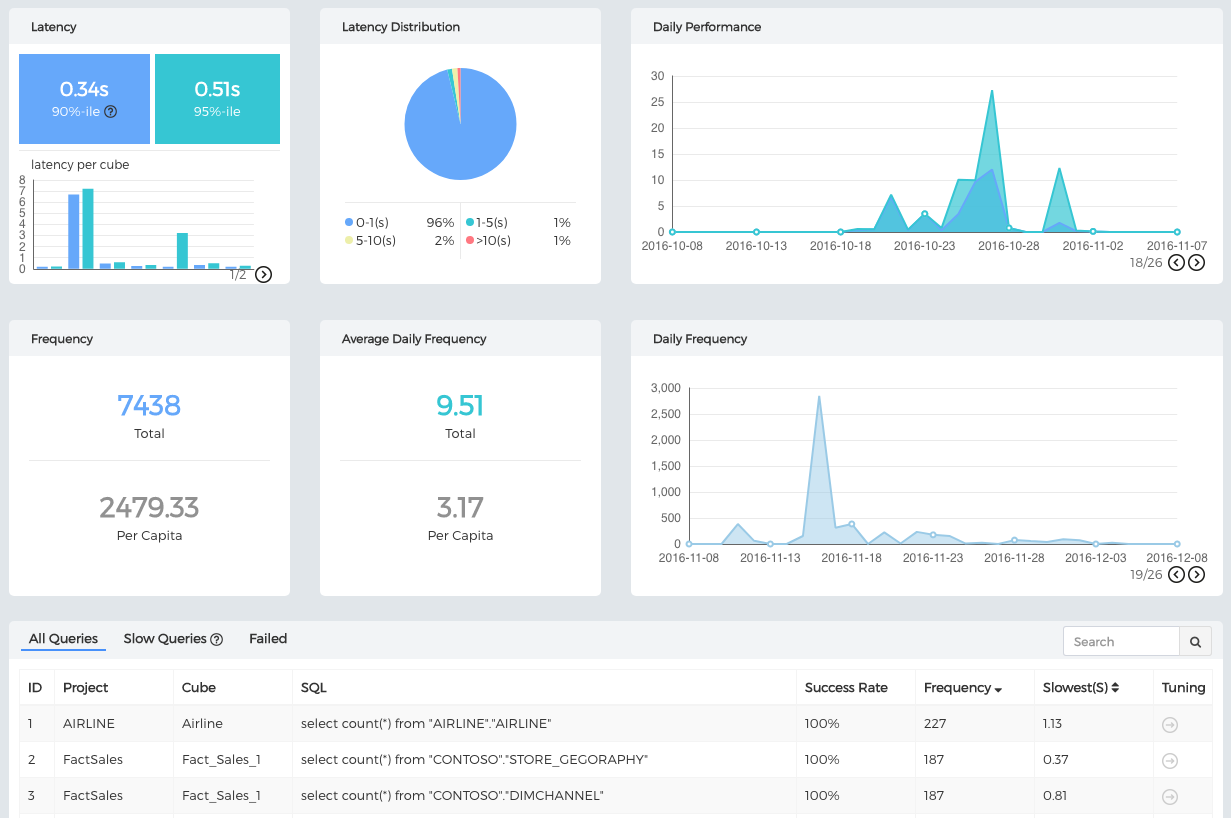 Latency
0.34s
90%-ile ?
0.51s
95%-ile
latency per cube
8
7
6
5
4
3
2
1
0
1/2
Latency Distribution
0-1(s) 96% 1-5(s) 1%
5-10(s) 2% >10(s) 1%
Daily Performance
30
25
20
15
10
5
0
2016-10-08 2016-10-13 2016-10-18 2016-10-23 2016-10-28 2016-11-02 2016-11-07
18/26
Frequency
7438
Total
2479.33
Per Capita
Average Daily Frequency
9.51
Total
3.17
Per Capita
Daily Frequency
3,000
2,500
2,000
1,500
1,000
500
0
2016-11-08 2016-11-13 2016-11-18 2016-11-23 2016-11-28 2016-12-03 2016-12-08
19/26
All Queries Slow Queries ? Failed Search
ID Project Cube SQL Success Rate Frequency Slowest(S) Tuning
1 AIRLINE Airline select count(*) from "AIRLINE"."AIRLINE" 100% 227 1.13
2 FactSales Fact_Sales_1 select count(*) from "CONTOSO"."STORE_GEGORAPHY" 100% 187 0.37
3 FactSales Fact_Sales_1 select count(*) from "CONTOSO"."DIMCHANNEL" 100% 187 0.81